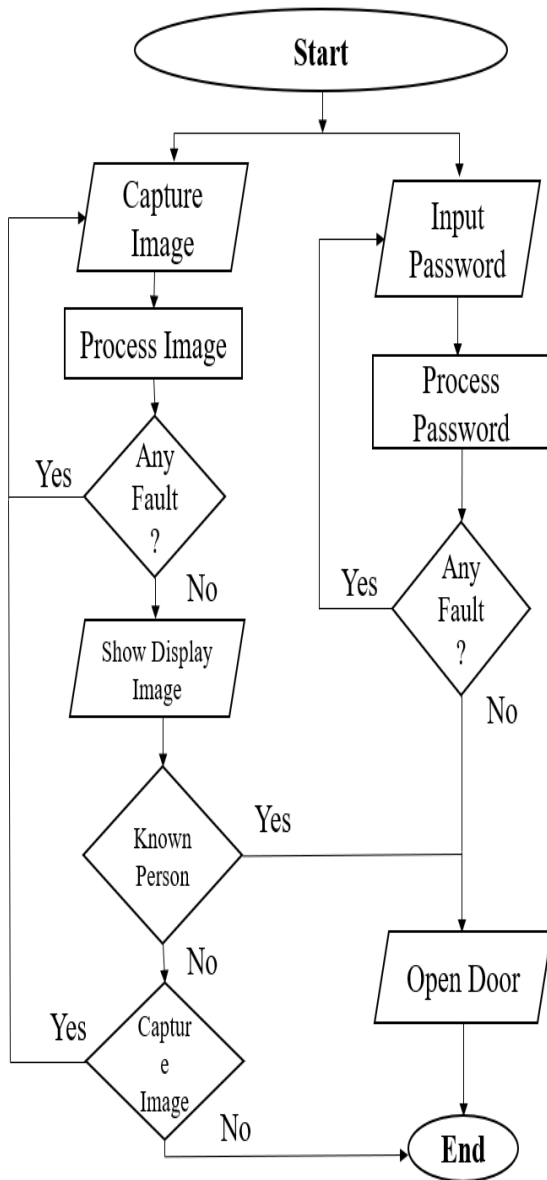 Start
Capture
Image
Input
Password
Process Image
Process
Password
Any
Fault
?
Yes
No
Any
Fault
?
Yes
No
Show Display
Image
Known
Person
Yes
No
Open Door
Captur
e
Image
Yes
No
End